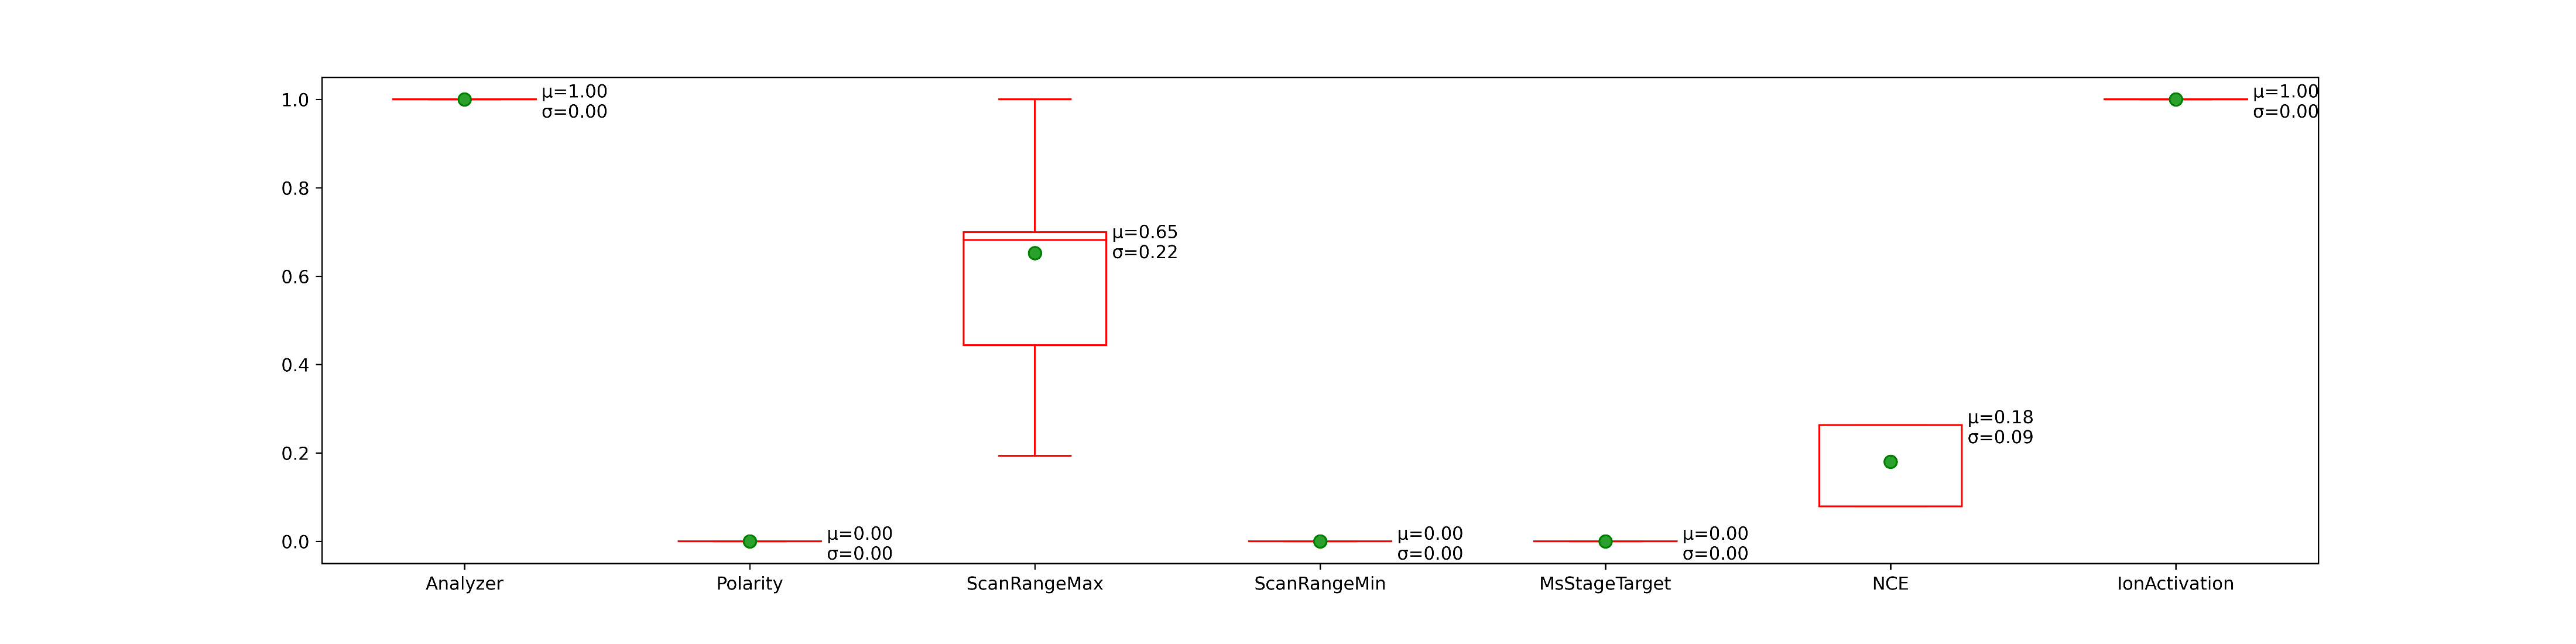 1.0
0.8
0.6
0.4
0.2
0.0
μ=1.00
σ=0.00
μ=0.00
σ=0.00
μ=0.65
σ=0.22
μ=0.00
σ=0.00
μ=0.00
σ=0.00
μ=0.18
σ=0.09
μ=1.00
σ=0.00
Analyzer
Polarity
ScanRangeMax
ScanRangeMin
MsStageTarget
NCE
IonActivation